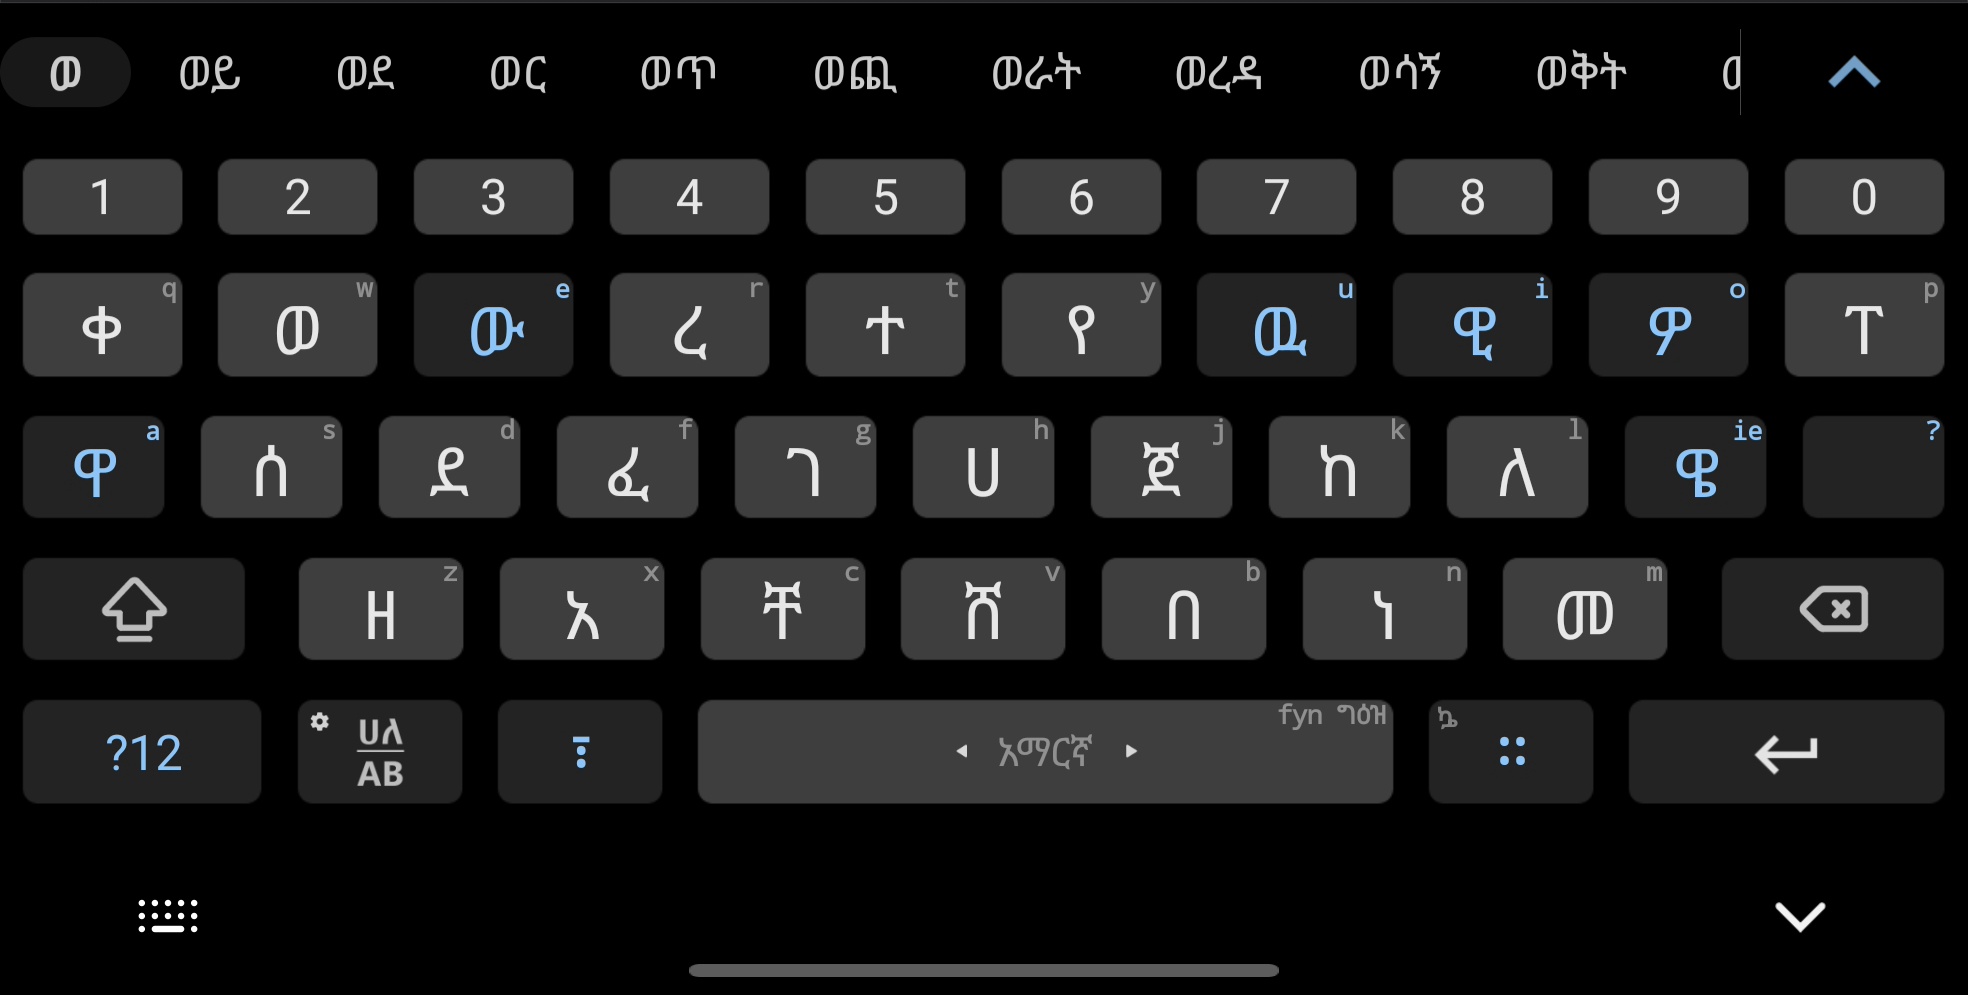 ወ ወይ ወደ ወር ወጥ ወጪ ወራት ወረዳ ወሳኝ ወቅት
1 2 3 4 5 6 7 8 9 0
q w e r t y u i o p
ቀ ወ ው ረ ተ የ ዉ ዊ ዎ ፐ
a s d f g h j k l ie ?
ዋ ሰ ደ ፈ ገ ሀ ጀ ከ ለ ዌ
z x c v b n m
ዘ አ ቸ ሸ በ ነ መ
fyn ግዕዝ ኴ
?12 ሀለ ፣ አማርኛ ።
AB